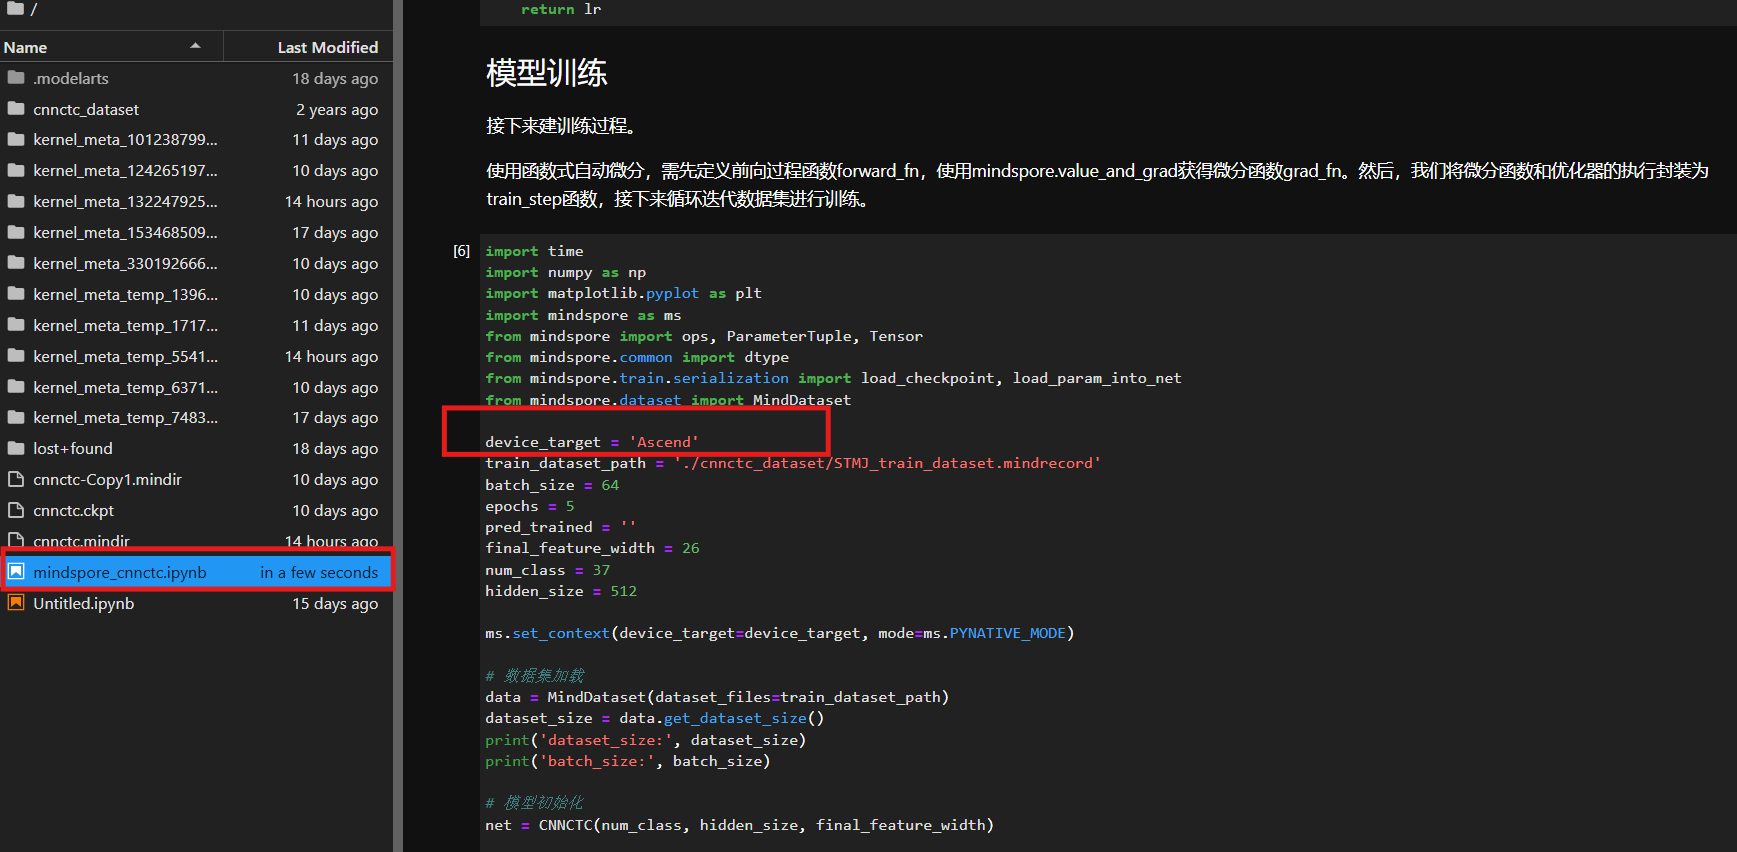 /
Name Last Modified
.modelarts 18 days ago
cnnctc_dataset 2 years ago
kernel_meta_101238799... 11 days ago
kernel_meta_124265197... 10 days ago
kernel_meta_132247925... 14 hours ago
kernel_meta_153468509... 17 days ago
kernel_meta_330192666... 10 days ago
kernel_meta_temp_1396... 10 days ago
kernel_meta_temp_1717... 11 days ago
kernel_meta_temp_5541... 14 hours ago
kernel_meta_temp_6371... 10 days ago
kernel_meta_temp_7483... 17 days ago
lost+found 18 days ago
cnnctc-Copy1.mindir 10 days ago
cnnctc.ckpt 10 days ago
cnnctc.mindir 14 hours ago
mindspore_cnnctc.ipynb in a few seconds
Untitled.ipynb 15 days ago
return lr
模型训练
接下来建训练过程。
使用函数式自动微分，需先定义前向过程函数forward_fn，使用mindspore.value_and_grad获得微分函数grad_fn。然后，我们将微分函数和优化器的执行封装为
train_step函数，接下来循环迭代数据集进行训练。
[6]
import time
import numpy as np
import matplotlib.pyplot as plt
import mindspore as ms
from mindspore import ops, ParameterTuple, Tensor
from mindspore.common import dtype
from mindspore.train.serialization import load_checkpoint, load_param_into_net
from mindspore.dataset import MindDataset
device_target = 'Ascend'
train_dataset_path = './cnnctc_dataset/STMJ_train_dataset.mindrecord'
batch_size = 64
epochs = 5
pred_trained = ''
final_feature_width = 26
num_class = 37
hidden_size = 512
ms.set_context(device_target=device_target, mode=ms.PYNATIVE_MODE)
# 数据集加载
data = MindDataset(dataset_files=train_dataset_path)
dataset_size = data.get_dataset_size()
print('dataset_size:', dataset_size)
print('batch_size:', batch_size)
# 模型初始化
net = CNNCTC(num_class, hidden_size, final_feature_width)